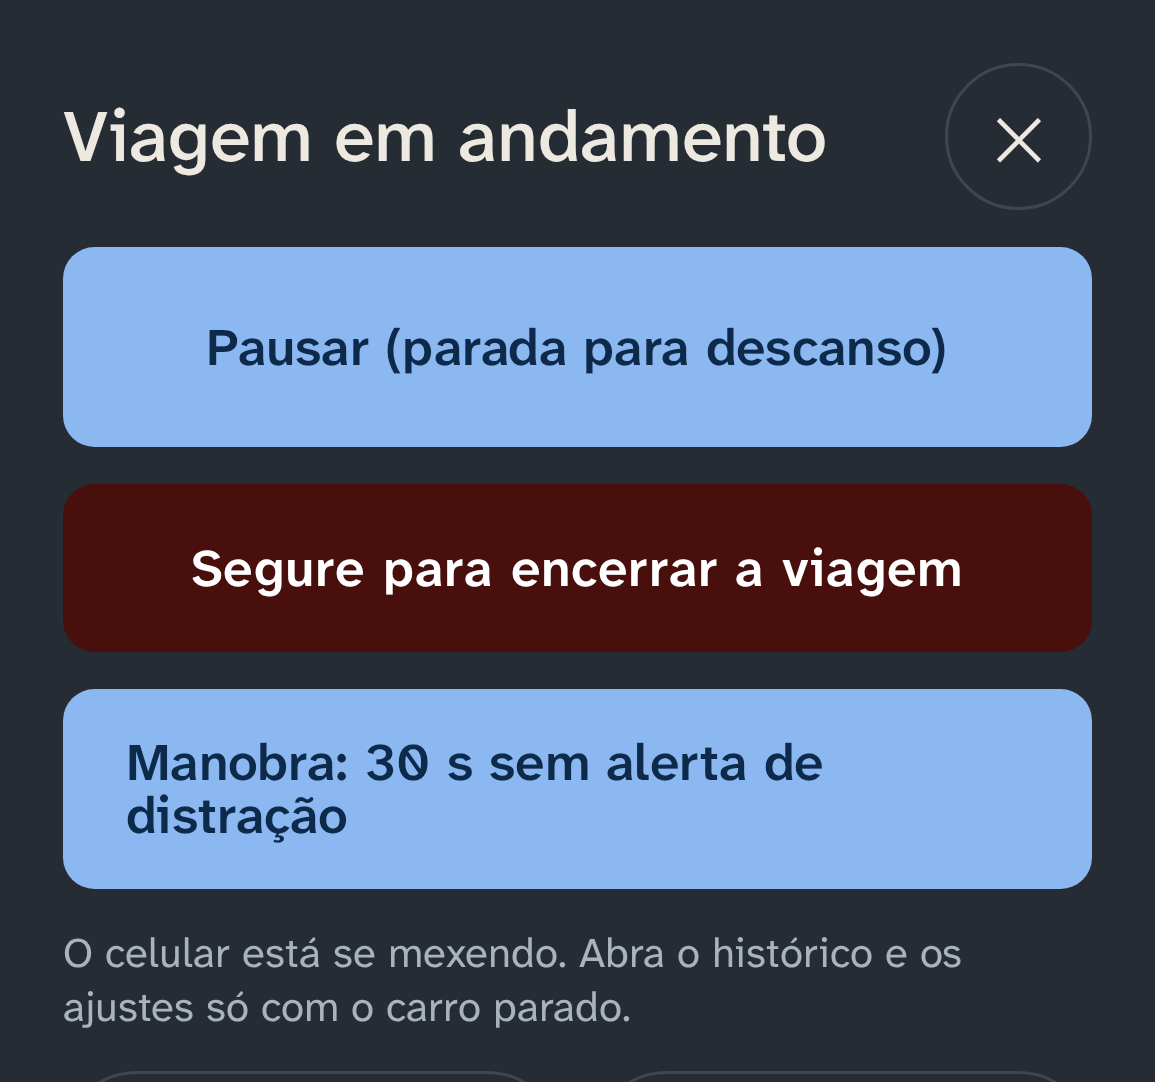 Viagem em andamento
Pausar (parada para descanso)
Segure para encerrar a viagem
Manobra: 30 s sem alerta de
distração
O celular está se mexendo. Abra o histórico e os
ajustes só com o carro parado.